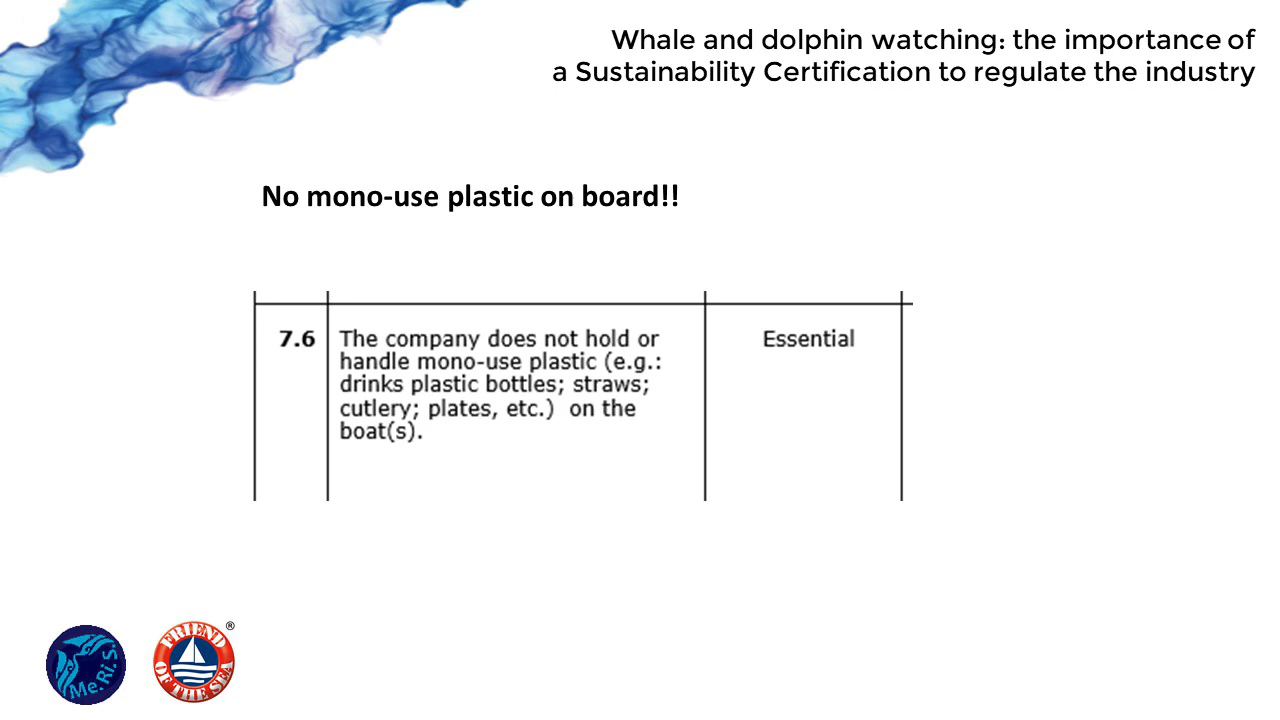 Whale and dolphin watching: the importance of
a Sustainability Certification to regulate the industry
No mono-use plastic on board!!
7.6 The company does not hold or Essential
handle mono-use plastic (e.g.:
drinks plastic bottles; straws;
cutlery; plates, etc.) on the
boat(s).
Me.Ri.S.
FRIEND
OF THE SEA
®